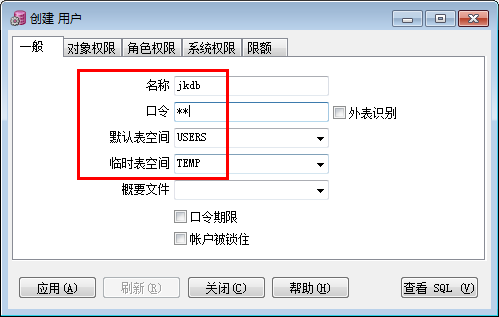 创建 用户
一般 对象权限 角色权限 系统权限 限额
名称 jkdb
口令 ** 外表识别
默认表空间 USERS
临时表空间 TEMP
概要文件
口令期限
帐户被锁住
应用(A) 刷新(R) 关闭(C) 帮助(H) 查看 SQL (V)